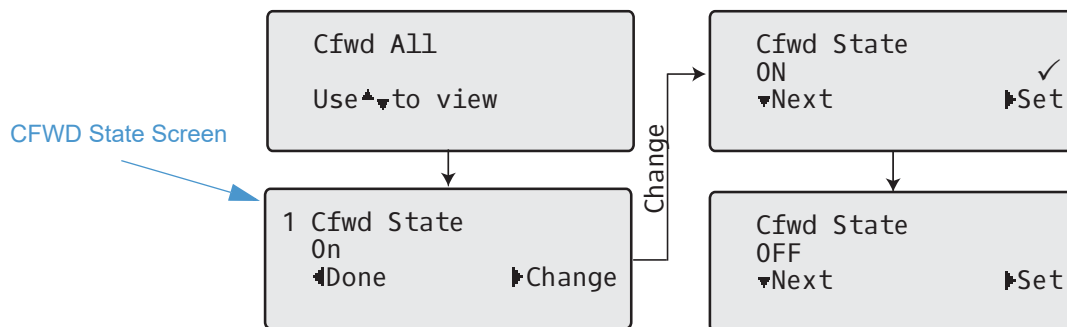 Cfwd All
Use▲▼to view
CFWD State Screen
1 Cfwd State
On
◀Done ▶Change
Change
Cfwd State
ON ✓
▼Next ▶Set
Cfwd State
OFF
▼Next ▶Set